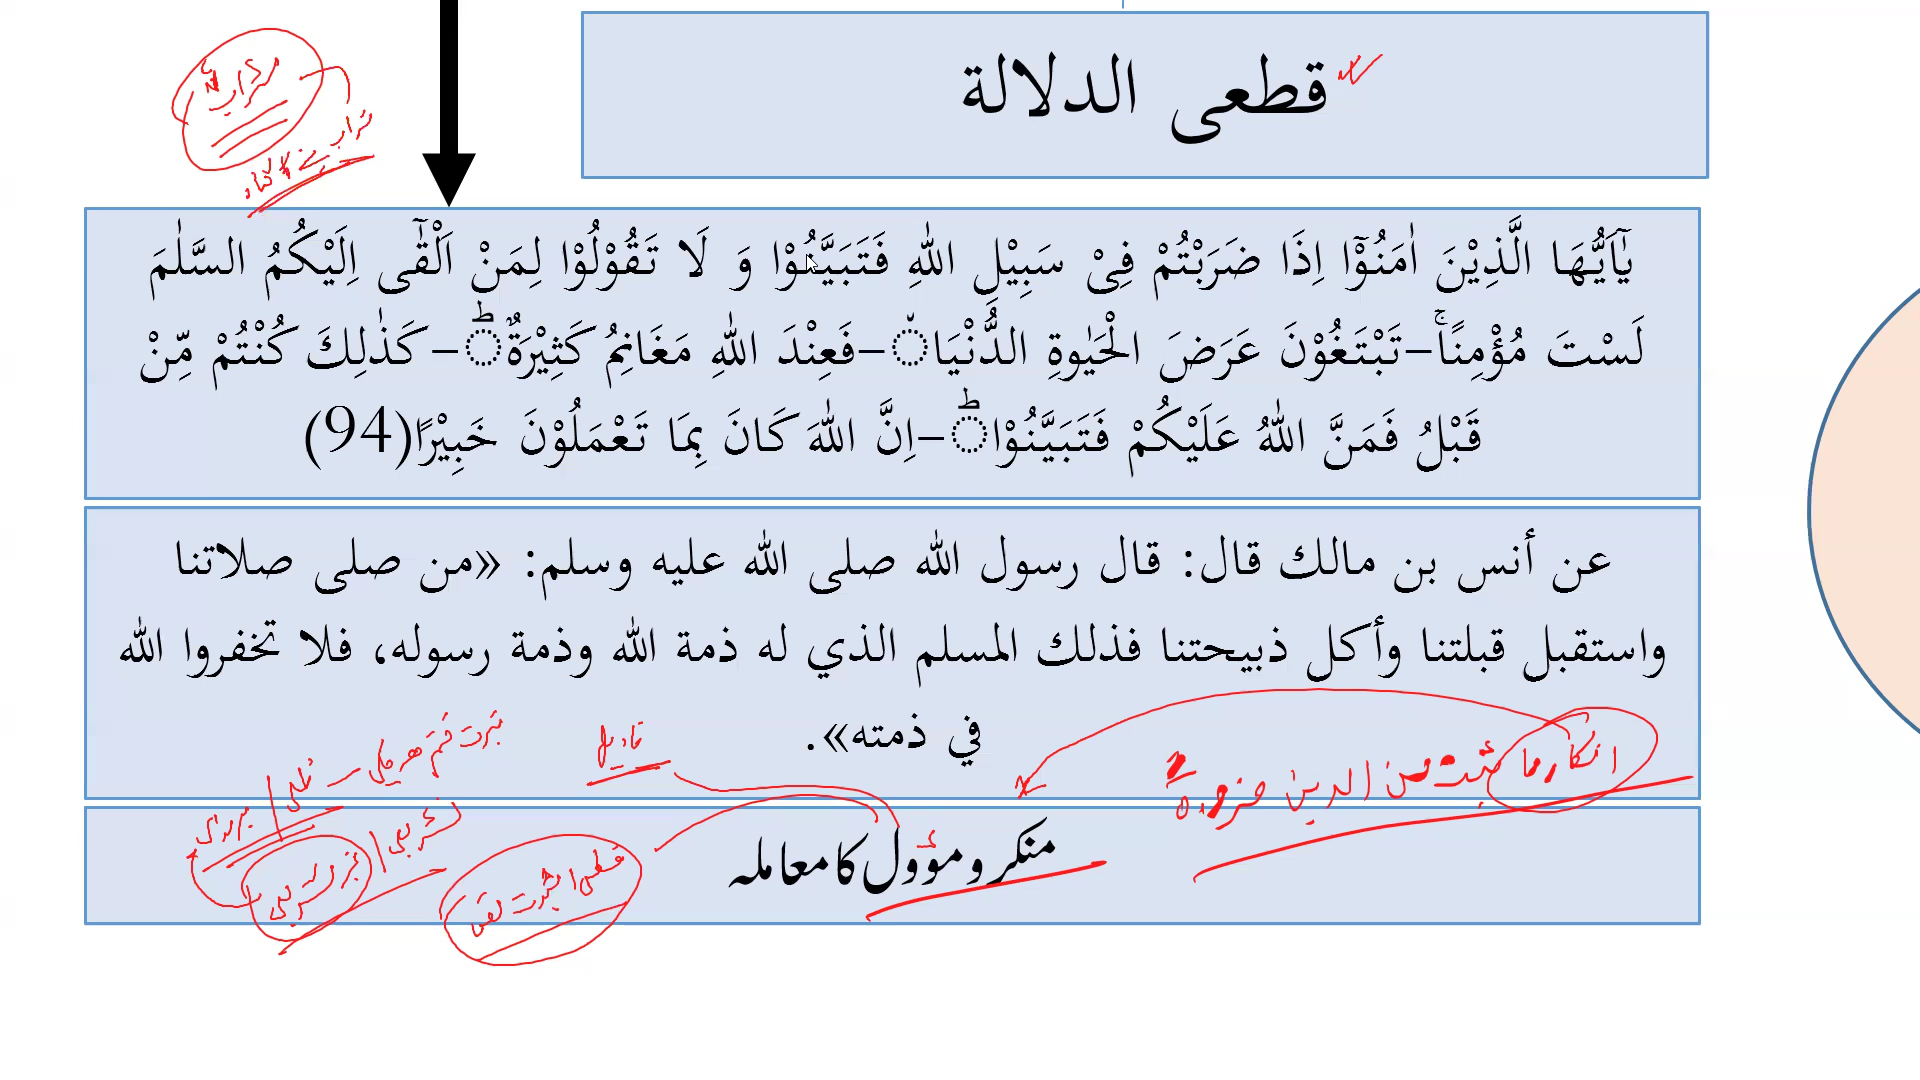 قطعی الدلالة
یٰۤاَیُّهَا الَّذِیْنَ اٰمَنُوْۤا اِذَا ضَرَبْتُمْ فِیْ سَبِیْلِ اللّٰهِ فَتَبَیَّنُوْا وَ لَا تَقُوْلُوْا لِمَنْ اَلْقٰۤى اِلَیْكُمُ السَّلٰمَ
لَسْتَ مُؤْمِنًاۚ-تَبْتَغُوْنَ عَرَضَ الْحَیٰوةِ الدُّنْیَا٘-فَعِنْدَ اللّٰهِ مَغَانِمُ كَثِیْرَةٌؕ-كَذٰلِكَ كُنْتُمْ مِّنْ
قَبْلُ فَمَنَّ اللّٰهُ عَلَیْكُمْ فَتَبَیَّنُوْاؕ-اِنَّ اللّٰهَ كَانَ بِمَا تَعْمَلُوْنَ خَبِیْرًا(94)
عن أنس بن مالك قال: قال رسول الله صلى الله عليه وسلم: «من صلى صلاتنا
واستقبل قبلتنا وأكل ذبيحتنا فذلك المسلم الذي له ذمة الله وذمة رسوله، فلا تخفروا الله
في ذمته».
تاویل
انکار ما ثبت من الدین
منکر و مؤول کا معاملہ